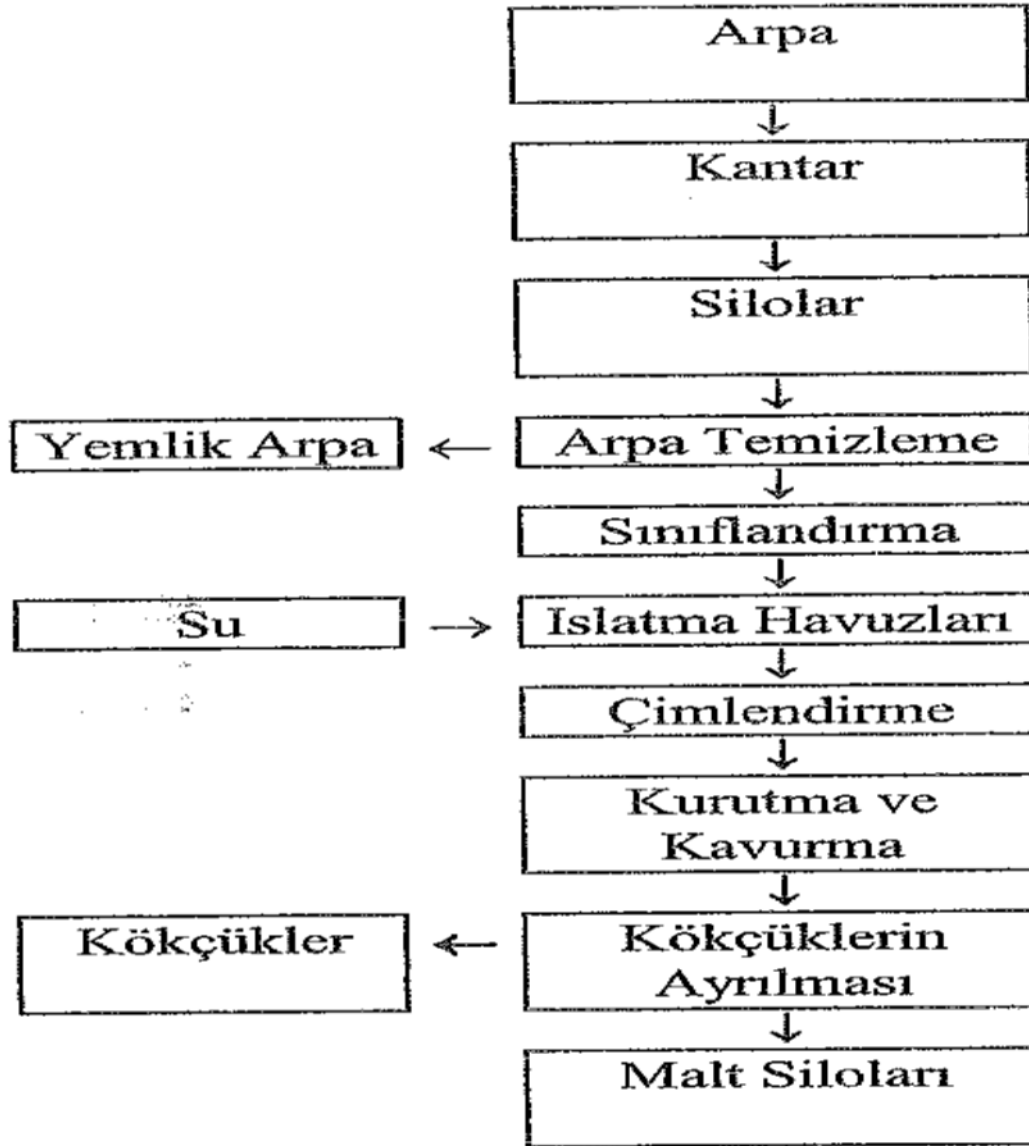 Arpa
Kantar
Silolar
Yemlik Arpa
Arpa Temizleme
Sınıflandırma
Su
Islatma Havuzları
Çimlendirme
Kurutma ve
Kavurma
Kökçükler
Kökçüklerin
Ayrılması
Malt Siloları